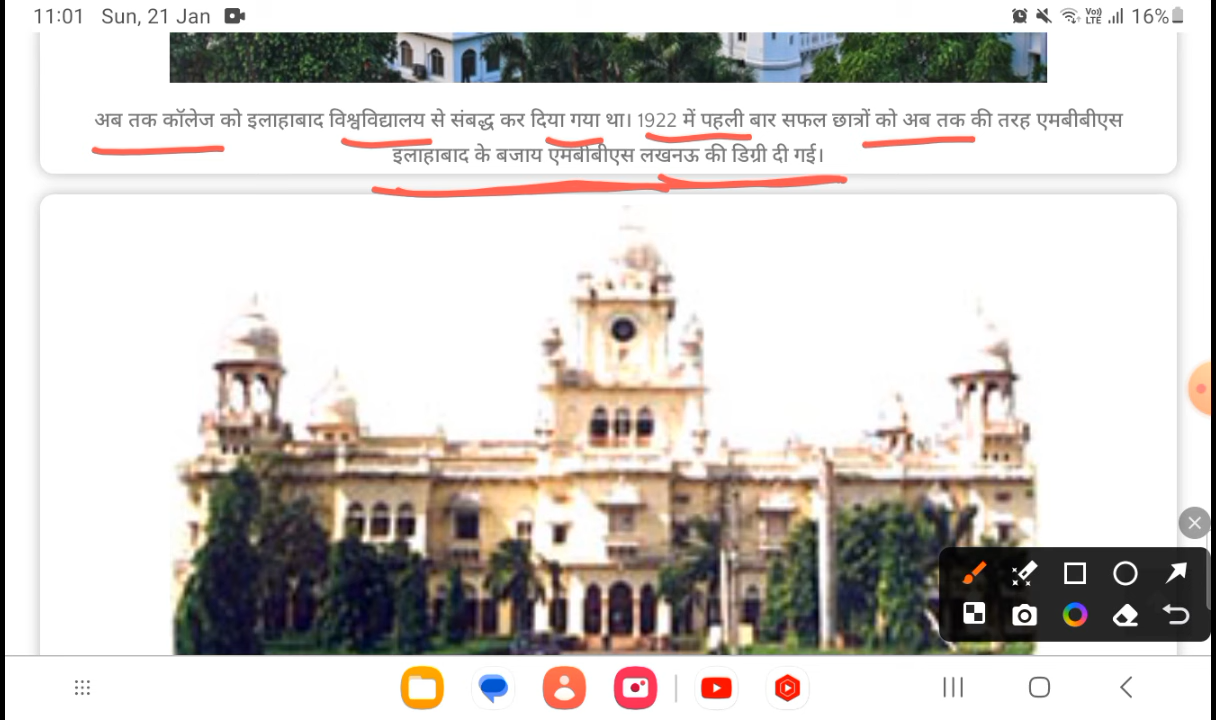 11:01 Sun, 21 Jan 16%
अब तक कॉलेज को इलाहाबाद विश्वविद्यालय से संबद्ध कर दिया गया था। 1922 में पहली बार सफल छात्रों को अब तक की तरह एमबीबीएस
इलाहाबाद के बजाय एमबीबीएस लखनऊ की डिग्री दी गई।